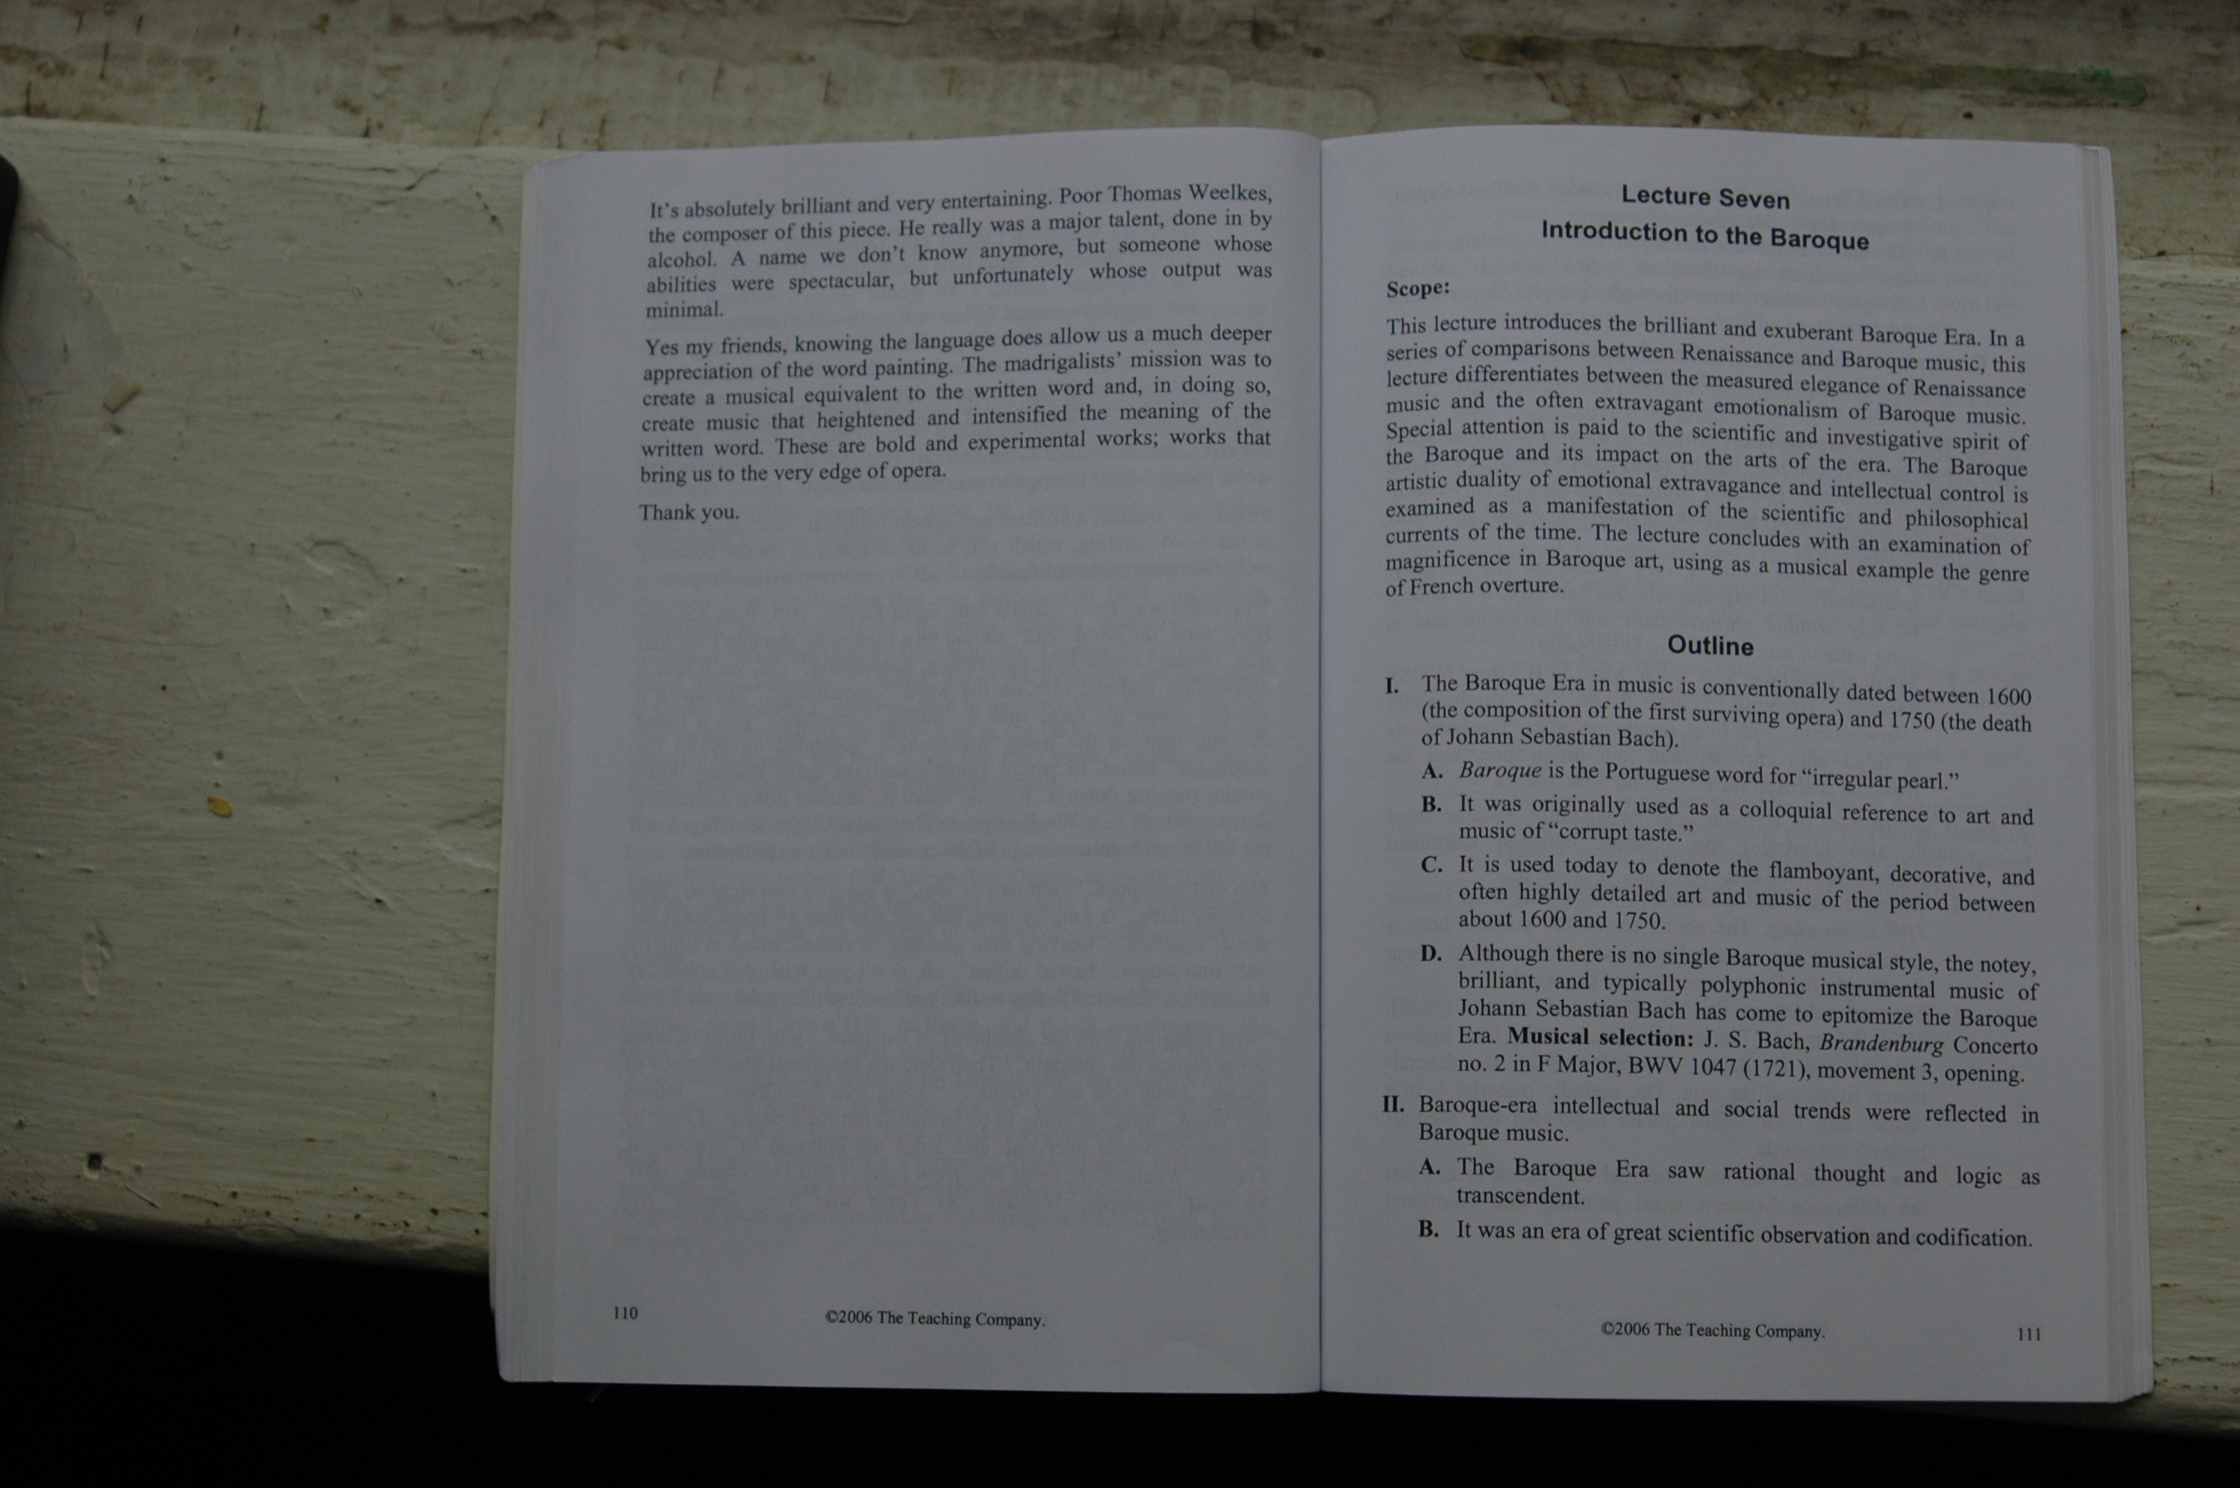 It's absolutely brilliant and very entertaining. Poor Thomas Weelkes,
the composer of this piece. He really was a major talent, done in by
alcohol. A name we don't know anymore, but someone whose
abilities were spectacular, but unfortunately whose output was
minimal.
Yes my friends, knowing the language does allow us a much deeper
appreciation of the word painting. The madrigalists' mission was to
create a musical equivalent to the written word and, in doing so,
create music that heightened and intensified the meaning of the
written word. These are bold and experimental works; works that
bring us to the very edge of opera.
Thank you.
110
©2006 The Teaching Company.
Lecture Seven
Introduction to the Baroque
Scope:
This lecture introduces the brilliant and exuberant Baroque Era. In a
series of comparisons between Renaissance and Baroque music, this
lecture differentiates between the measured elegance of Renaissance
music and the often extravagant emotionalism of Baroque music.
Special attention is paid to the scientific and investigative spirit of
the Baroque and its impact on the arts of the era. The Baroque
artistic duality of emotional extravagance and intellectual control is
examined as a manifestation of the scientific and philosophical
currents of the time. The lecture concludes with an examination of
magnificence in Baroque art, using as a musical example the genre
of French overture.
Outline
I. The Baroque Era in music is conventionally dated between 1600
(the composition of the first surviving opera) and 1750 (the death
of Johann Sebastian Bach).
A. Baroque is the Portuguese word for "irregular pearl."
B. It was originally used as a colloquial reference to art and
music of "corrupt taste."
C. It is used today to denote the flamboyant, decorative, and
often highly detailed art and music of the period between
about 1600 and 1750.
D. Although there is no single Baroque musical style, the notey,
brilliant, and typically polyphonic instrumental music of
Johann Sebastian Bach has come to epitomize the Baroque
Era. Musical selection: J. S. Bach, Brandenburg Concerto
no. 2 in F Major, BWV 1047 (1721), movement 3, opening.
II. Baroque-era intellectual and social trends were reflected in
Baroque music.
A. The Baroque Era saw rational thought and logic as
transcendent.
B. It was an era of great scientific observation and codification.
©2006 The Teaching Company.
111